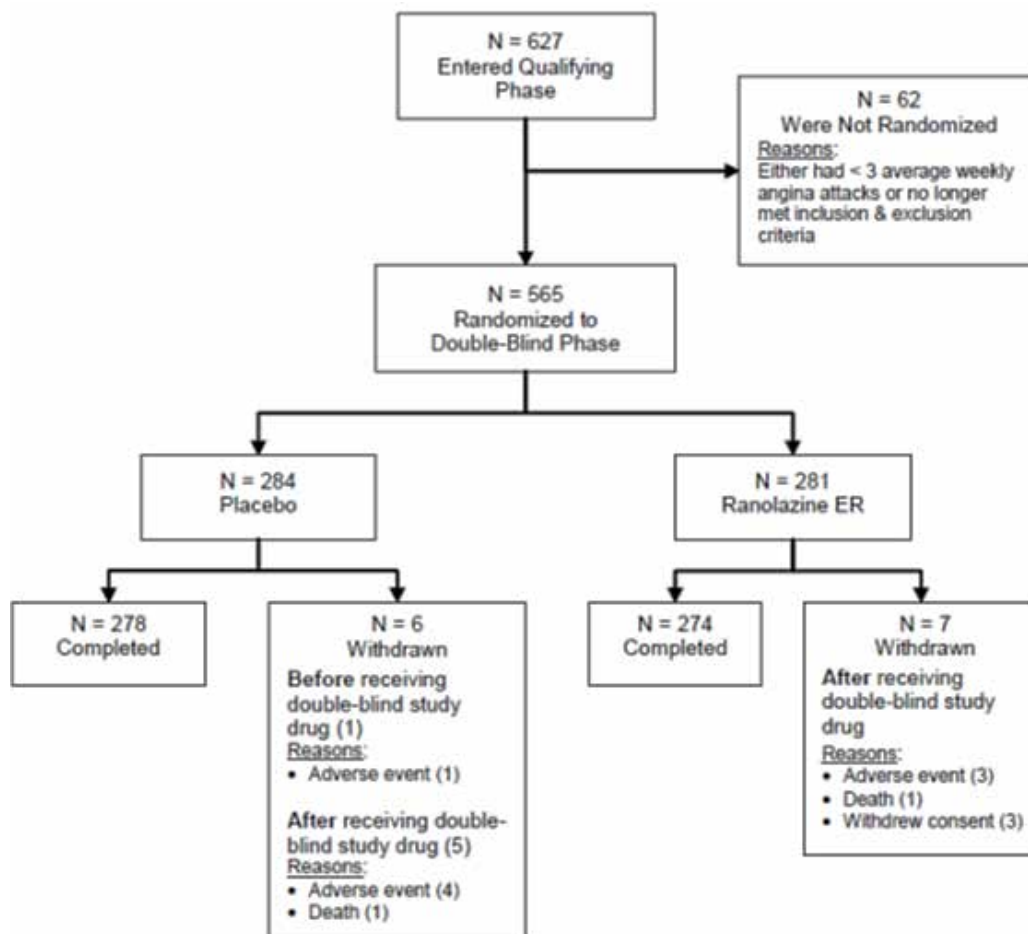 N = 627
Entered Qualifying
Phase
N = 62
Were Not Randomized
Reasons:
Either had < 3 average weekly
angina attacks or no longer
met inclusion & exclusion
criteria
N = 565
Randomized to
Double-Blind Phase
N = 284
Placebo
N = 281
Ranolazine ER
N = 278
Completed
N = 6
Withdrawn
Before receiving
double-blind study
drug (1)
Reasons:
• Adverse event (1)
After receiving double-
blind study drug (5)
Reasons:
• Adverse event (4)
• Death (1)
N = 274
Completed
N = 7
Withdrawn
After receiving
double-blind study
drug
Reasons:
• Adverse event (3)
• Death (1)
• Withdrew consent (3)